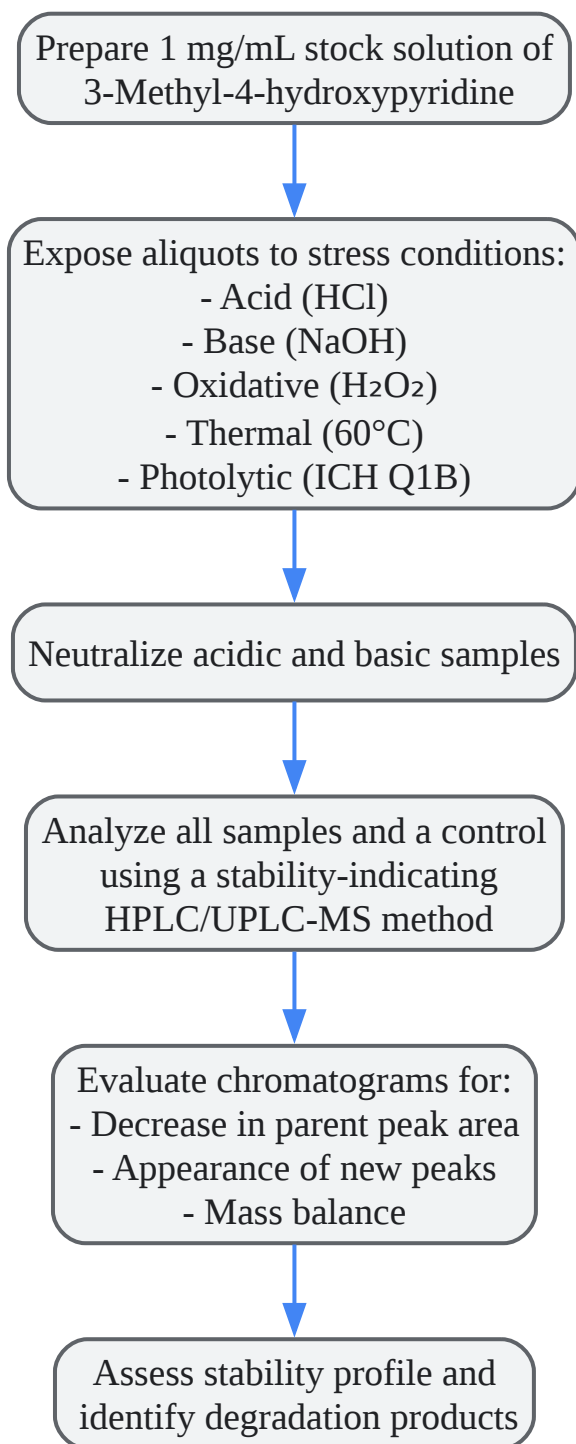 Prepare 1 mg/mL stock solution of
3-Methyl-4-hydroxypyridine
Expose aliquots to stress conditions:
- Acid (HCl)
- Base (NaOH)
- Oxidative (H₂O₂)
- Thermal (60°C)
- Photolytic (ICH Q1B)
Neutralize acidic and basic samples
Analyze all samples and a control
using a stability-indicating
HPLC/UPLC-MS method
Evaluate chromatograms for:
- Decrease in parent peak area
- Appearance of new peaks
- Mass balance
Assess stability profile and
identify degradation products